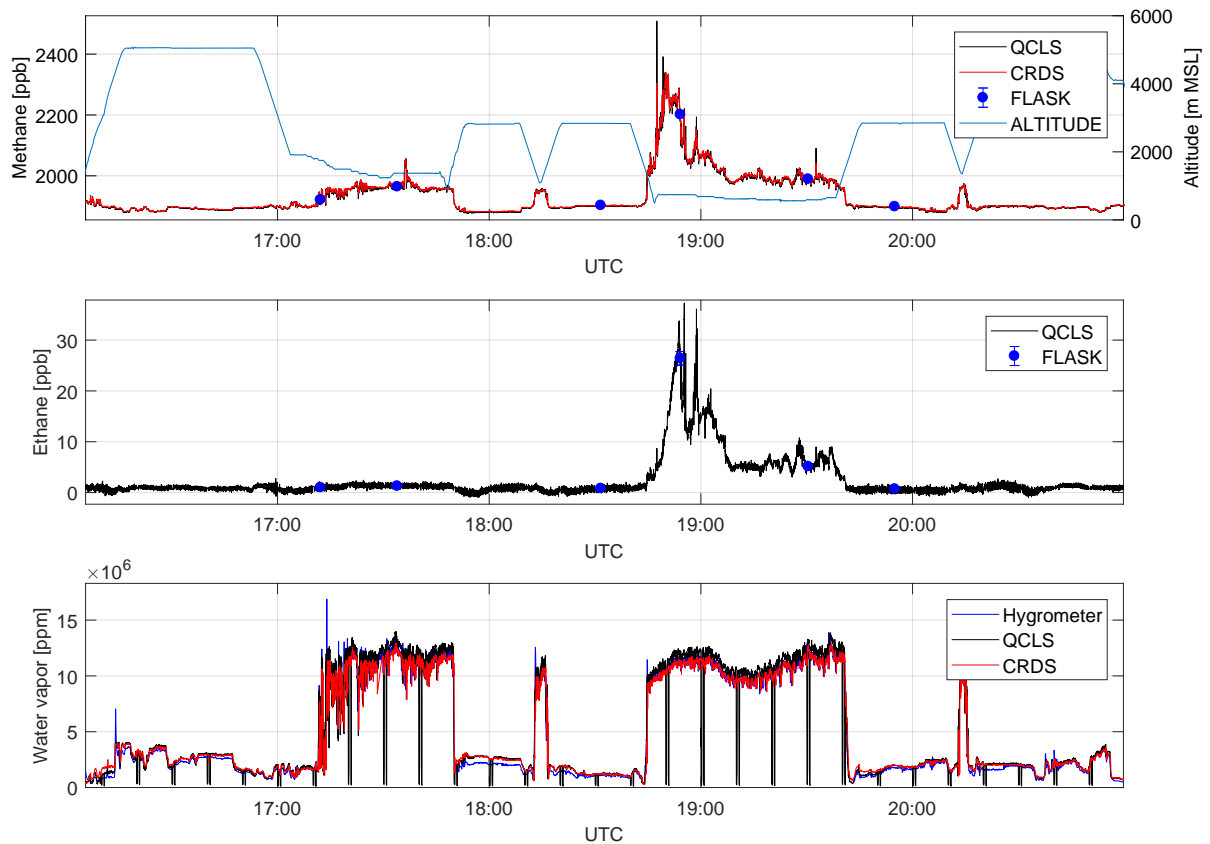 Methane [ppb]
2400
2200
2000
6000
4000
2000
0
Altitude [m MSL]
QCLS
CRDS
FLASK
ALTITUDE
17:00 18:00 19:00 20:00
UTC
Ethane [ppb]
30
20
10
0
QCLS
FLASK
17:00 18:00 19:00 20:00
UTC
×10^6
Water vapor [ppm]
15
10
5
0
Hygrometer
QCLS
CRDS
17:00 18:00 19:00 20:00
UTC